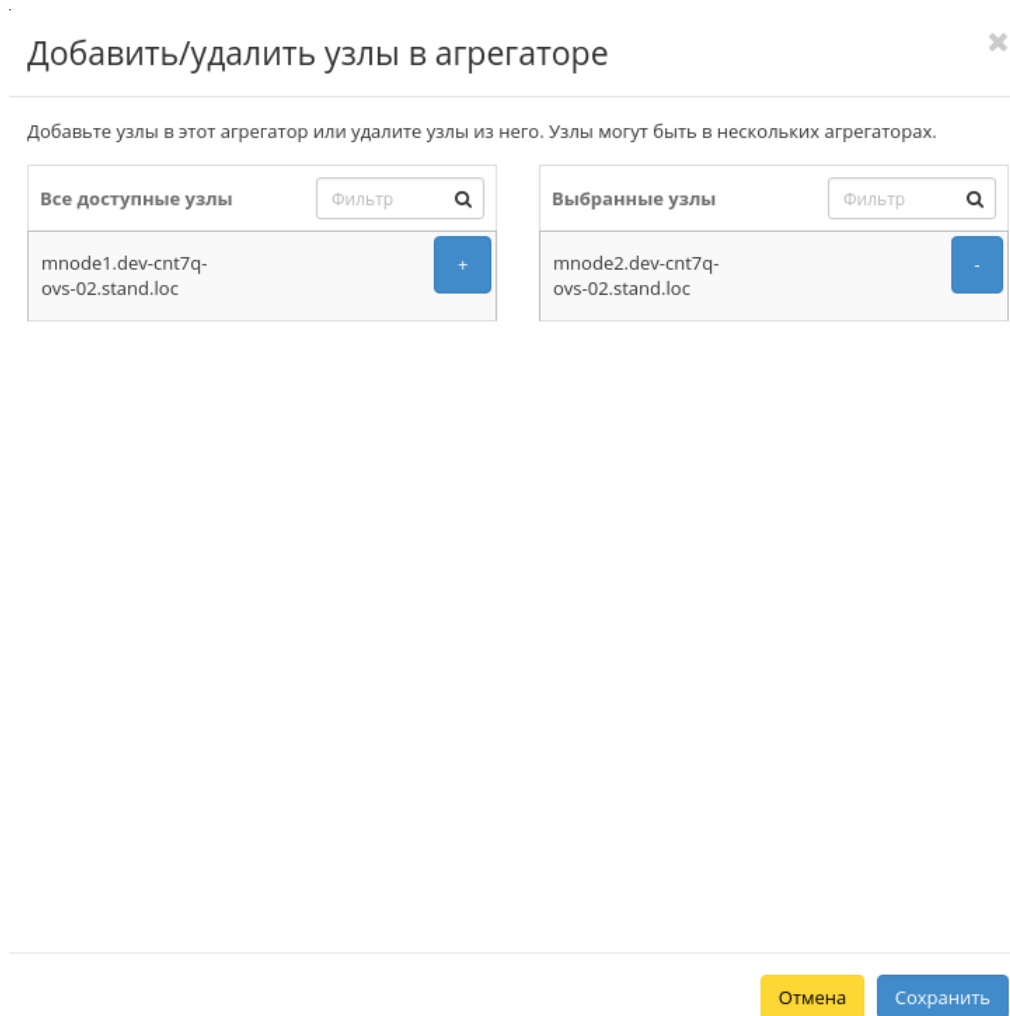 Добавить/удалить узлы в агрегаторе
Добавьте узлы в этот агрегатор или удалите узлы из него. Узлы могут быть в нескольких агрегаторах.
Все доступные узлы
Фильтр
mnode1.dev-cnt7q-
ovs-02.stand.loc
+
Выбранные узлы
Фильтр
mnode2.dev-cnt7q-
ovs-02.stand.loc
-
Отмена
Сохранить